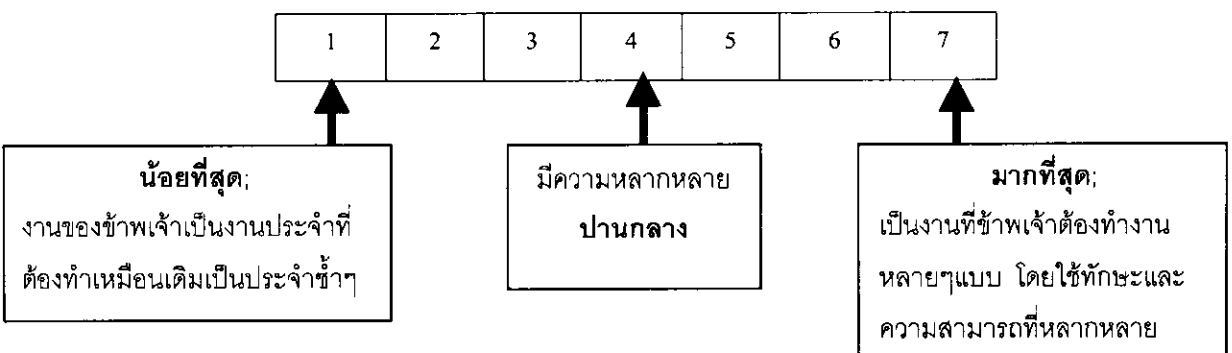 1 2 3 4 5 6 7
น้อยที่สุด;
งานของข้าพเจ้าเป็นงานประจำที่
ต้องทำเหมือนเดิมเป็นประจำซ้ำๆ
มีความหลากหลาย
ปานกลาง
มากที่สุด;
เป็นงานที่ข้าพเจ้าต้องทำงาน
หลายๆแบบ โดยใช้ทักษะและ
ความสามารถที่หลากหลาย